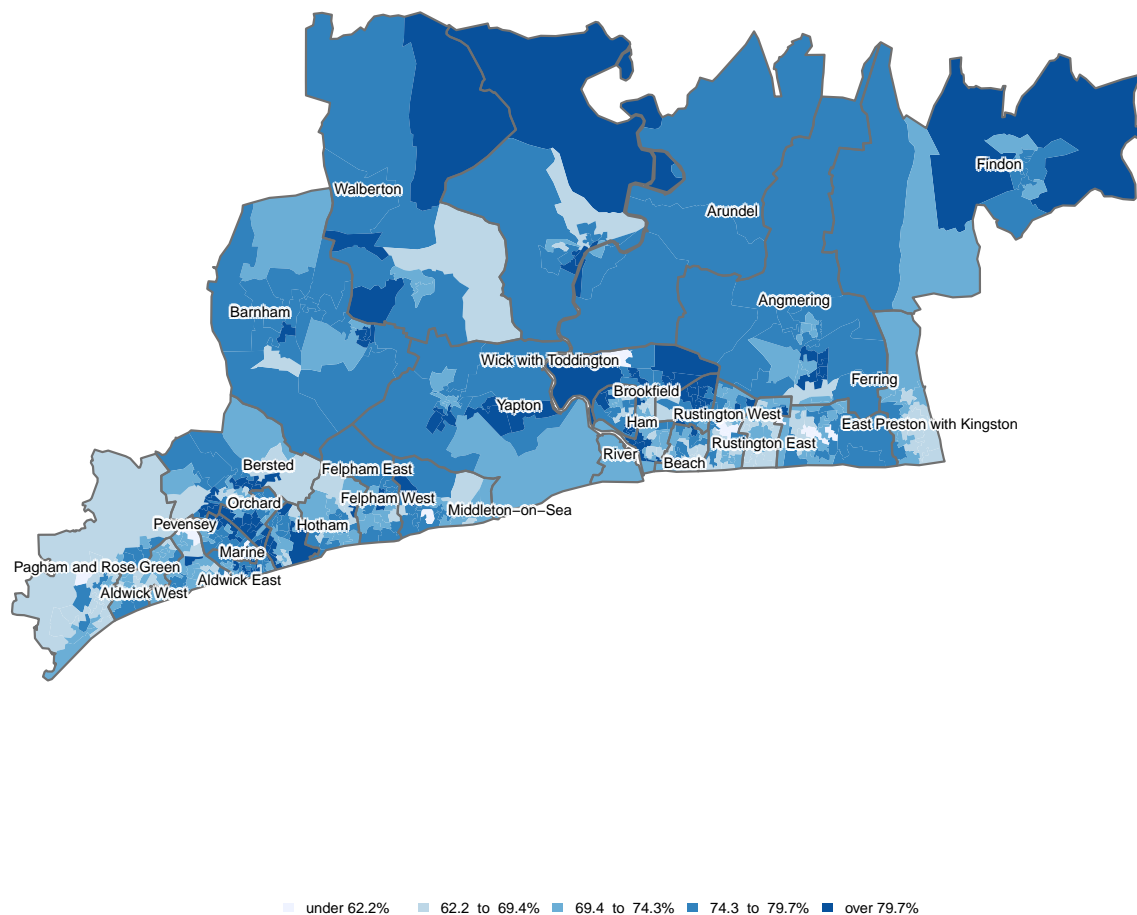 Findon
Walberton
Arundel
Angmering
Barnham
Wick with Toddington
Ferring
Brookfield
Yapton
Rustington West
Ham
East Preston with Kingston
Rustington East
River
Beach
Bersted
Felpham East
Felpham West
Orchard
Middleton−on−Sea
Pevensey
Hotham
Marine
Pagham and Rose Green
Aldwick East
Aldwick West
under 62.2% 62.2 to 69.4% 69.4 to 74.3% 74.3 to 79.7% over 79.7%